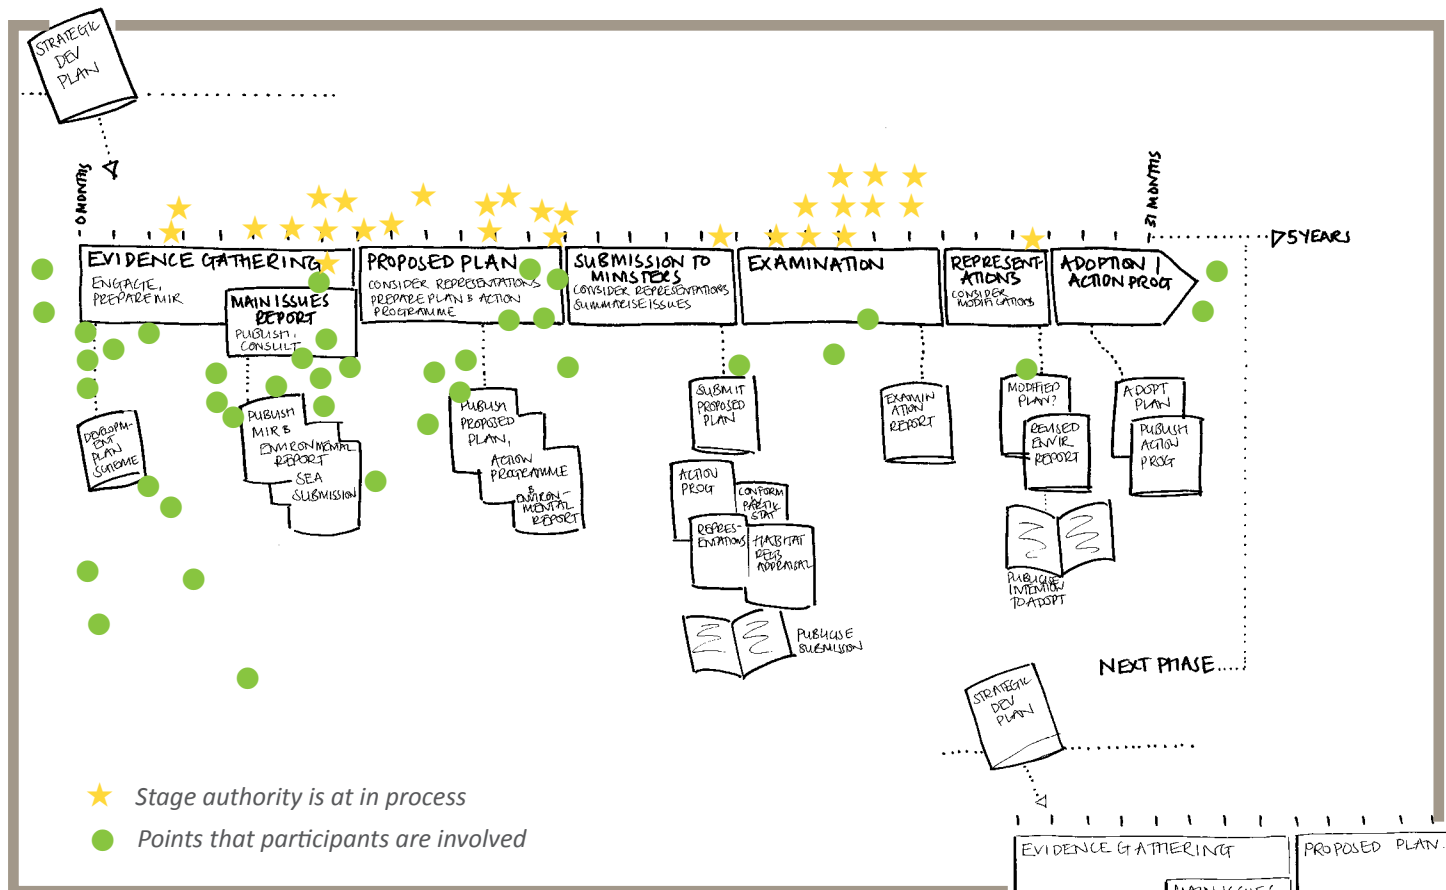 STRATEGIC
DEV
PLAN
0 MONTHS
31 MONTHS
5 YEARS
EVIDENCE GATHERING
ENGAGE,
PREPARE MIR
MAIN ISSUES
REPORT
PUBLISH,
CONSULT
PROPOSED PLAN
CONSIDER REPRESENTATIONS
PREPARE PLAN & ACTION
PROGRAMME
SUBMISSION TO
MINISTERS
CONSIDER REPRESENTATIONS
SUMMARISE ISSUES
EXAMINATION
REPRESENT-
ATIONS
CONSIDER
MODIFICATIONS
ADOPTION /
ACTION PROG
DEVELOPM-
ENT
PLAN
SCHEME
PUBLISH
MIR &
ENVIRONMENTAL
REPORT
SEA
SUBMISSION
PUBLISH
PROPOSED
PLAN,
ACTION
PROGRAMME
&
ENVIRON-
MENTAL
REPORT
SUBMIT
PROPOSED
PLAN
ACTION
PROG
CONFORM
PARTIC
STAT
REPRES-
ENTATIONS
HABITAT
REG
APPRAISAL
PUBLICISE
SUBMISSION
EXAMIN
ATION
REPORT
MODIFIED
PLAN?
REVISED
ENVIR
REPORT
PUBLICISE
INTENTION
TO ADOPT
ADOPT
PLAN
PUBLISH
ACTION
PROG
NEXT PHASE.....
STRATEGIC
DEV
PLAN
Stage authority is at in process
Points that participants are involved
EVIDENCE GATHERING
PROPOSED PLAN
MAIN ISSUES